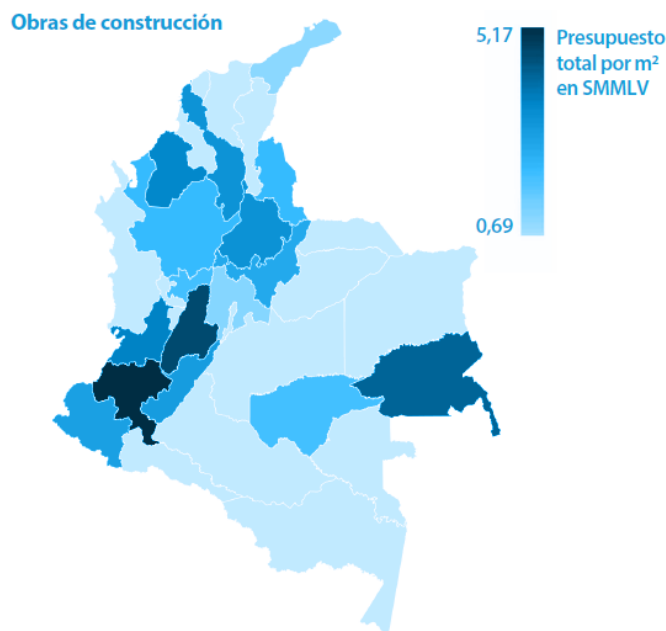 Obras de construcción
5,17
Presupuesto
total por m²
en SMMLV
0,69